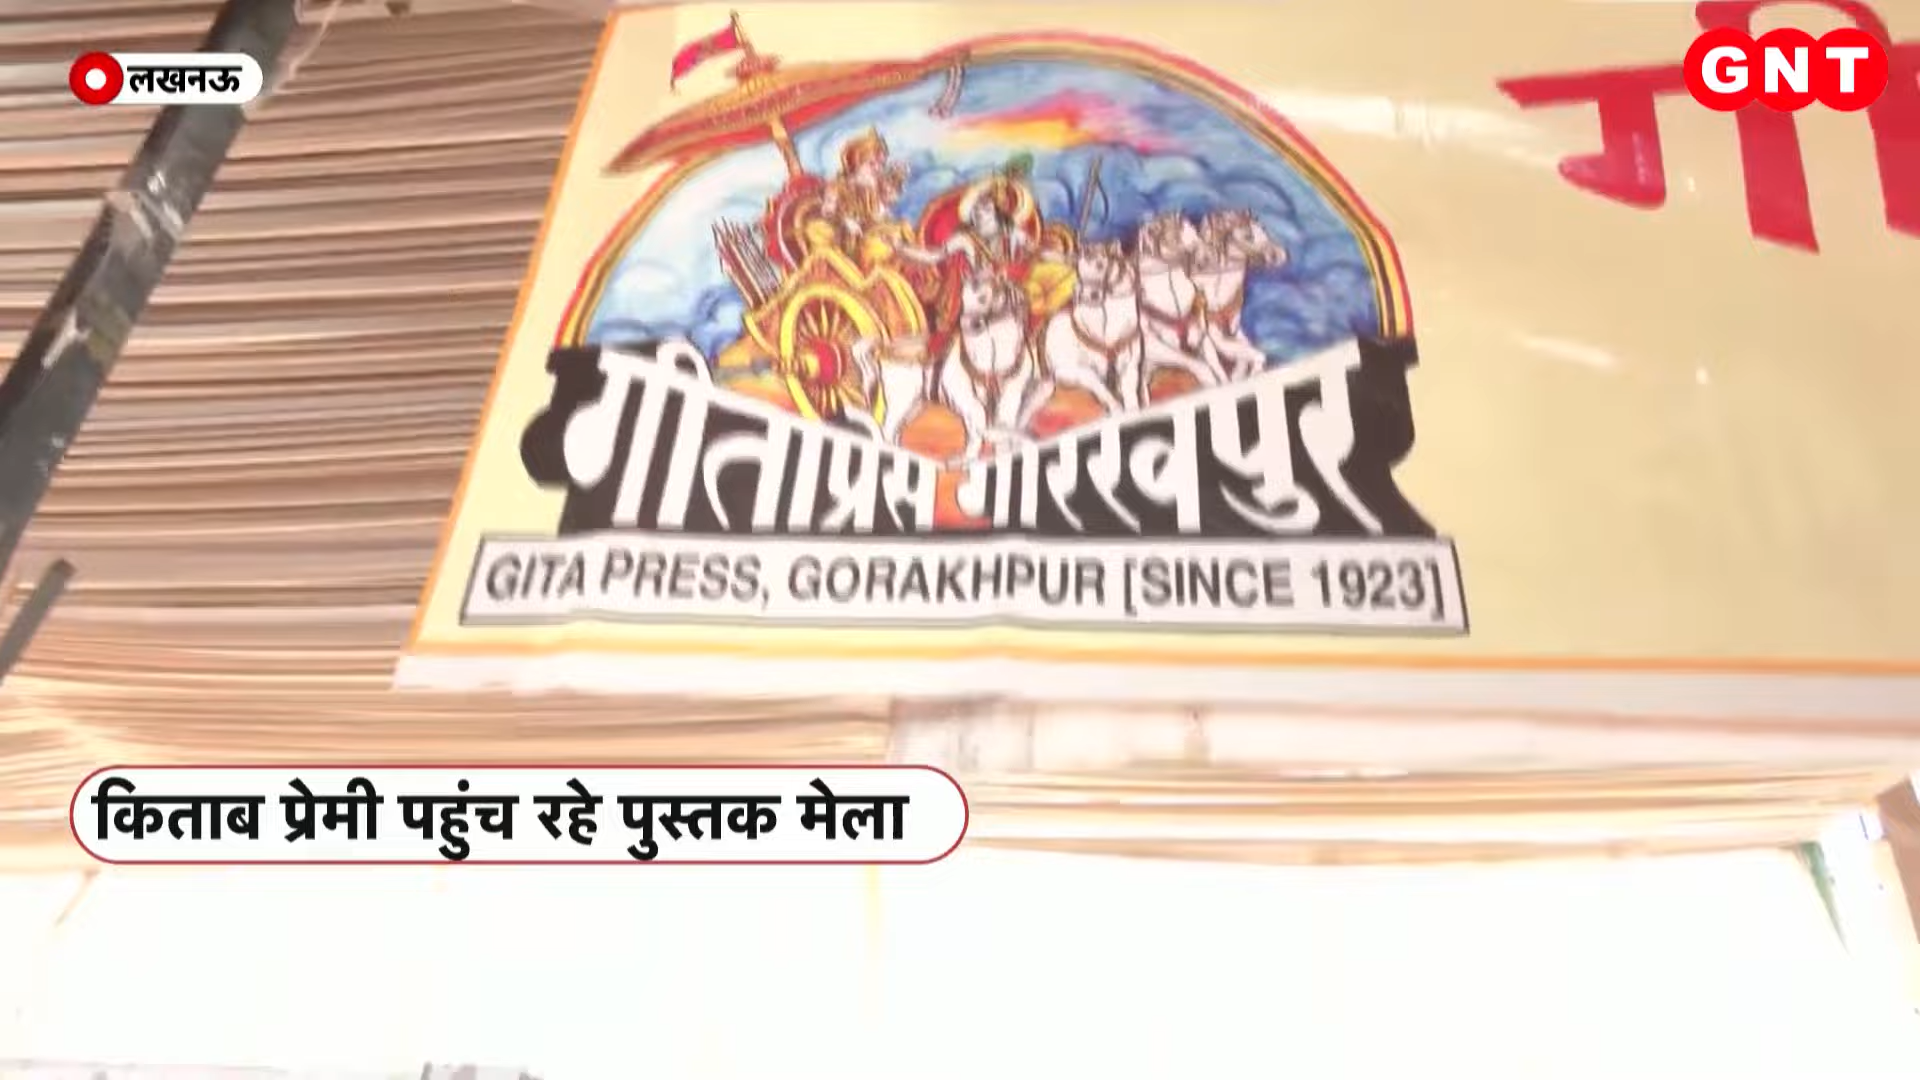 लखनऊ
GNT
गी
गीताप्रेस गोरखपुर
GITA PRESS, GORAKHPUR [SINCE 1923]
किताब प्रेमी पहुंच रहे पुस्तक मेला